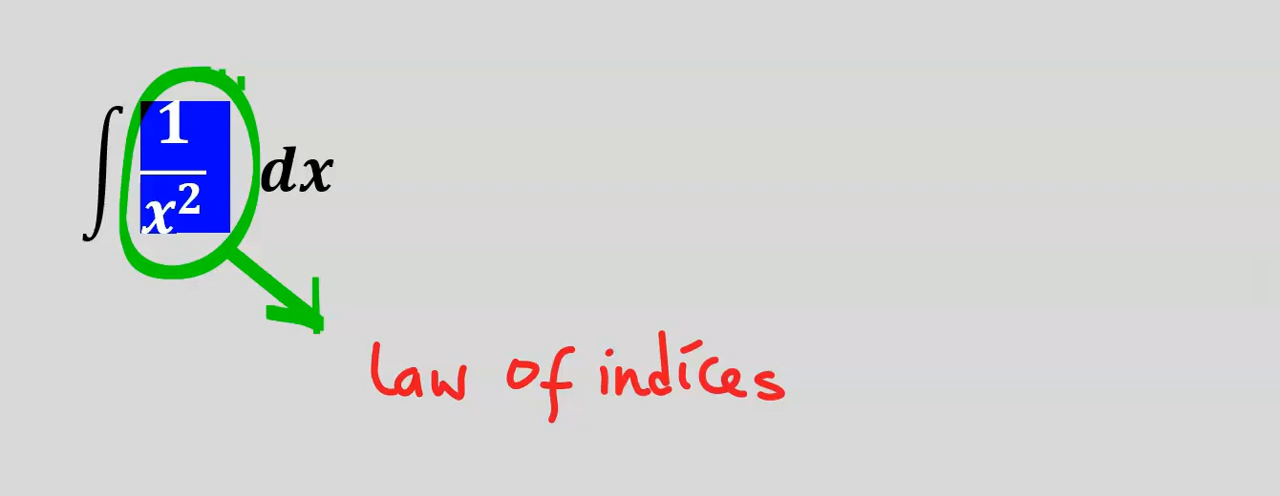 ∫ 1/x² dx
law of indices